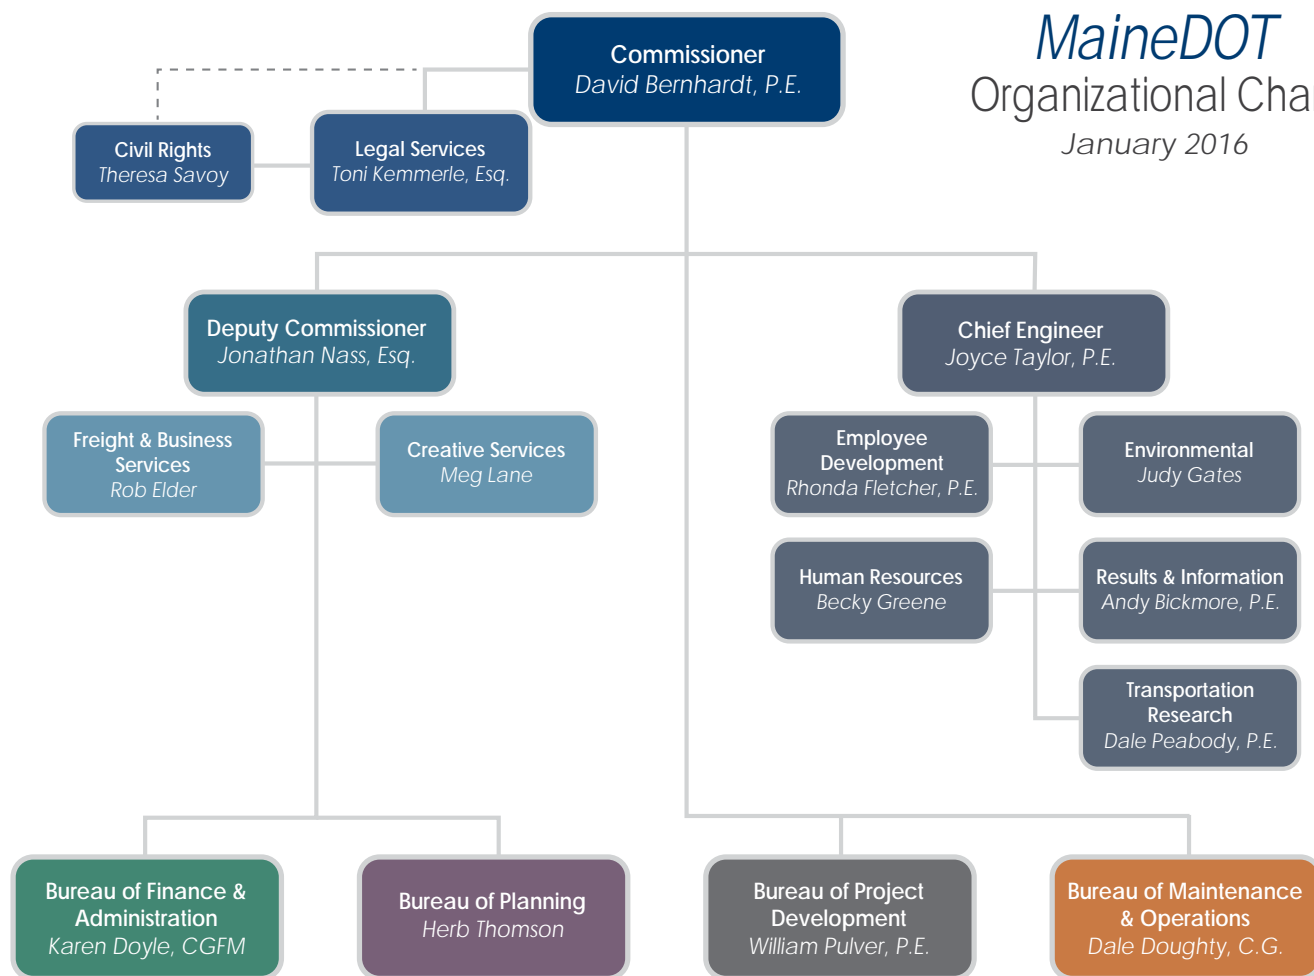 MaineDOT
Organizational Char
January 2016
Commissioner
David Bernhardt, P.E.
Civil Rights
Theresa Savoy
Legal Services
Toni Kemmerle, Esq.
Deputy Commissioner
Jonathan Nass, Esq.
Chief Engineer
Joyce Taylor, P.E.
Freight & Business
Services
Rob Elder
Creative Services
Meg Lane
Employee
Development
Rhonda Fletcher, P.E.
Environmental
Judy Gates
Human Resources
Becky Greene
Results & Information
Andy Bickmore, P.E.
Transportation
Research
Dale Peabody, P.E.
Bureau of Finance &
Administration
Karen Doyle, CGFM
Bureau of Planning
Herb Thomson
Bureau of Project
Development
William Pulver, P.E.
Bureau of Maintenance
& Operations
Dale Doughty, C.G.